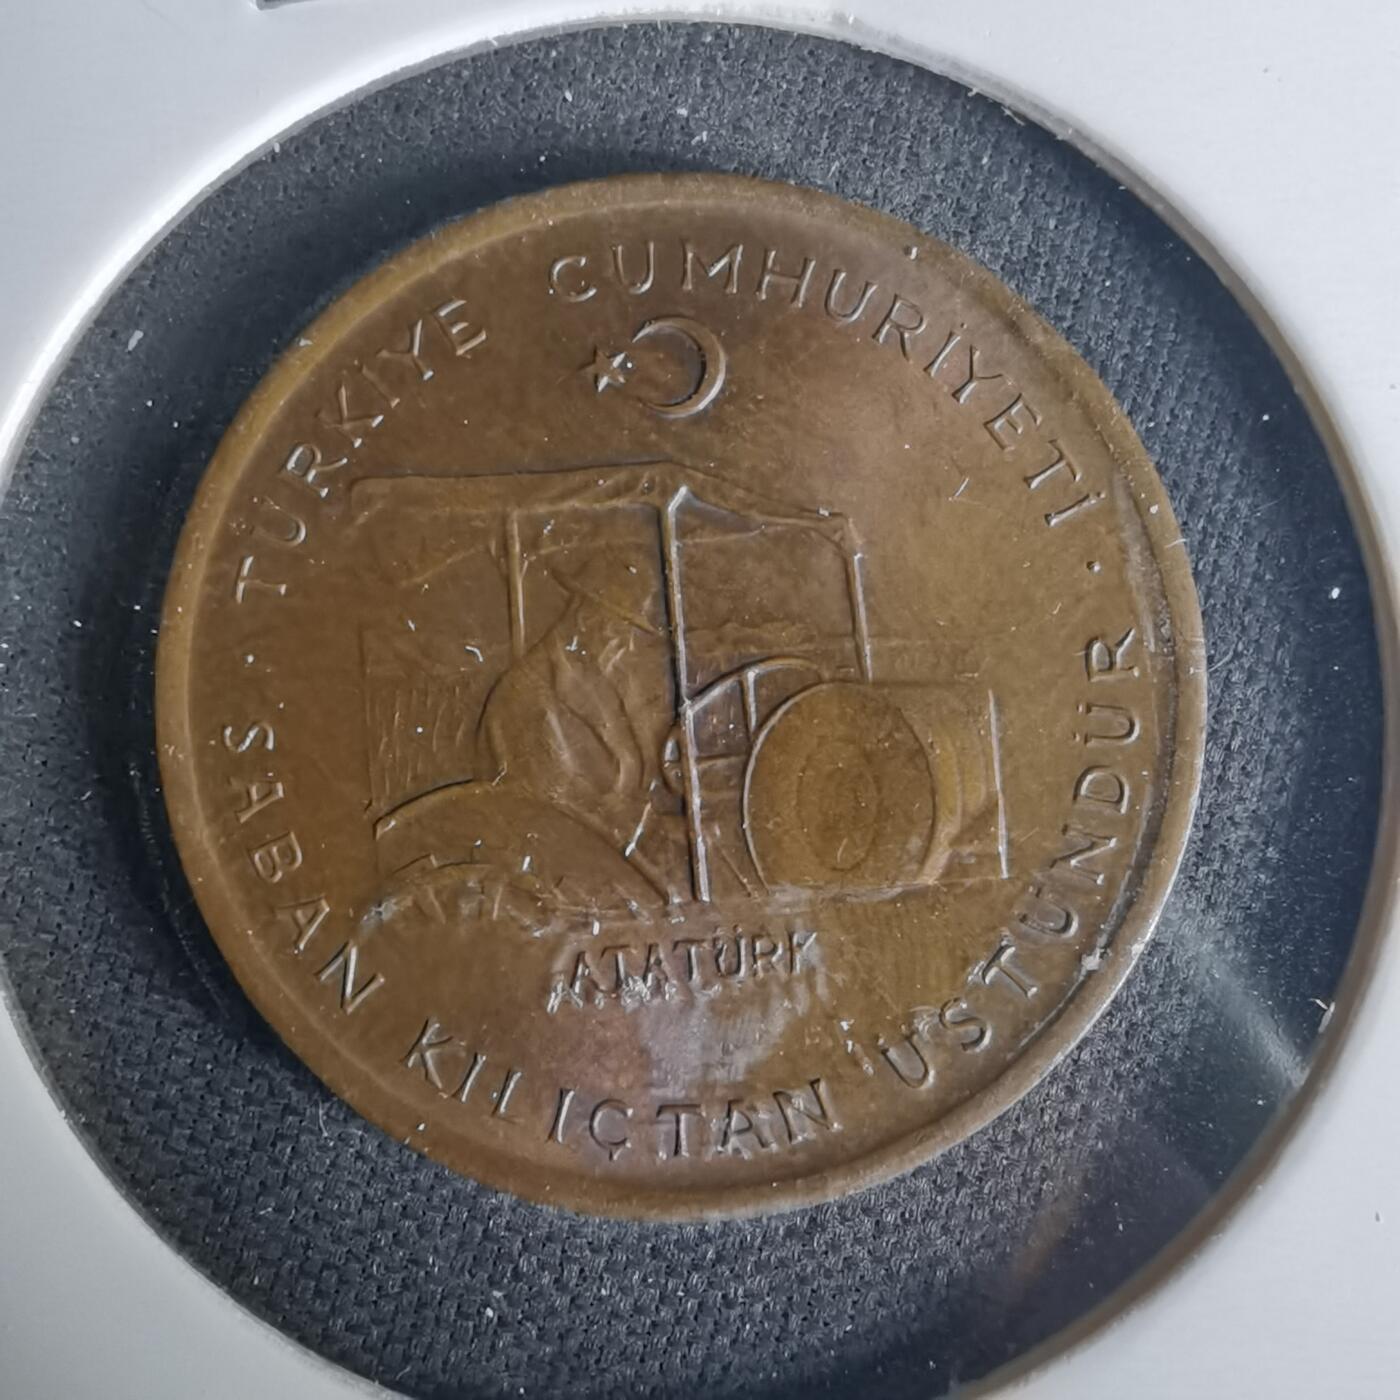 · TÜRKİYE CUMHURİYETİ ·
SABAN KILIÇTAN ÜSTÜNDÜR
ATATÜRK